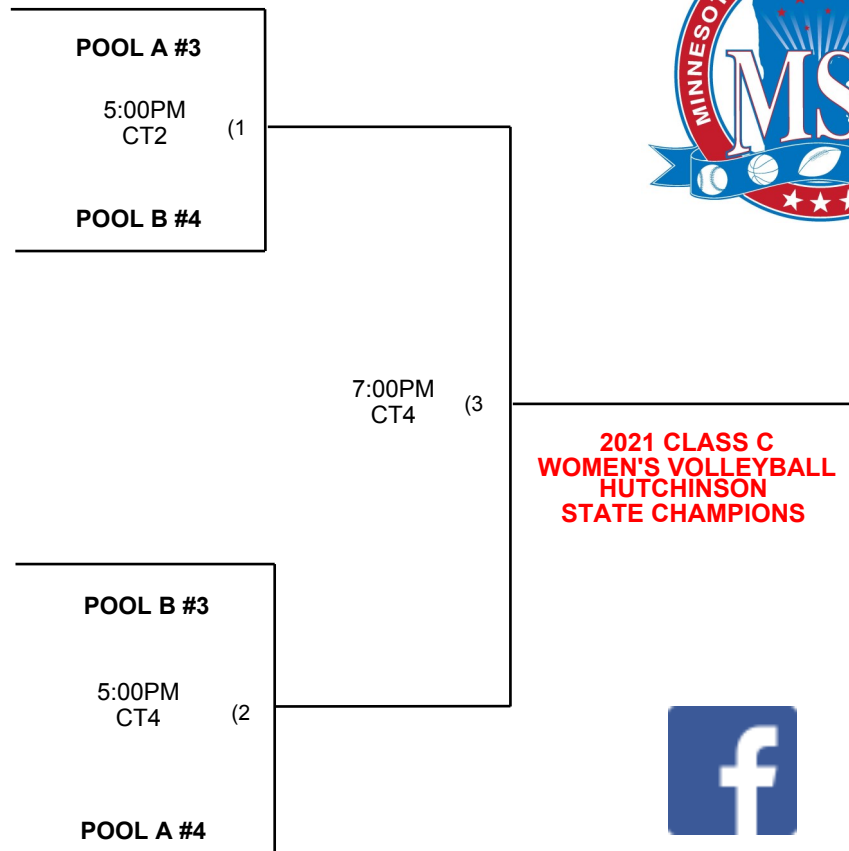 POOL A #3
5:00PM
CT2 (1
POOL B #4
7:00PM
CT4 (3
2021 CLASS C
WOMEN'S VOLLEYBALL
HUTCHINSON
STATE CHAMPIONS
POOL B #3
5:00PM
CT4 (2
POOL A #4